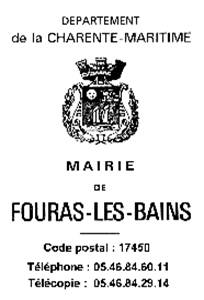 DEPARTEMENT
de la CHARENTE-MARITIME
MAIRIE
DE
FOURAS-LES-BAINS
Code postal : 17450
Téléphone : 05.46.84.60.11
Télécopie : 05.46.84.29.14